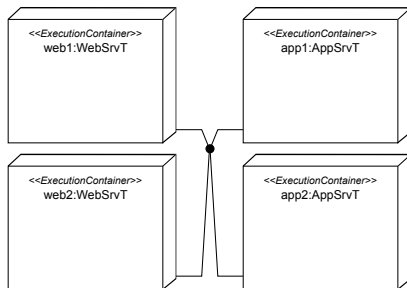 <<ExecutionContainer>>
web1:WebSrvT
<<ExecutionContainer>>
app1:AppSrvT
<<ExecutionContainer>>
web2:WebSrvT
<<ExecutionContainer>>
app2:AppSrvT